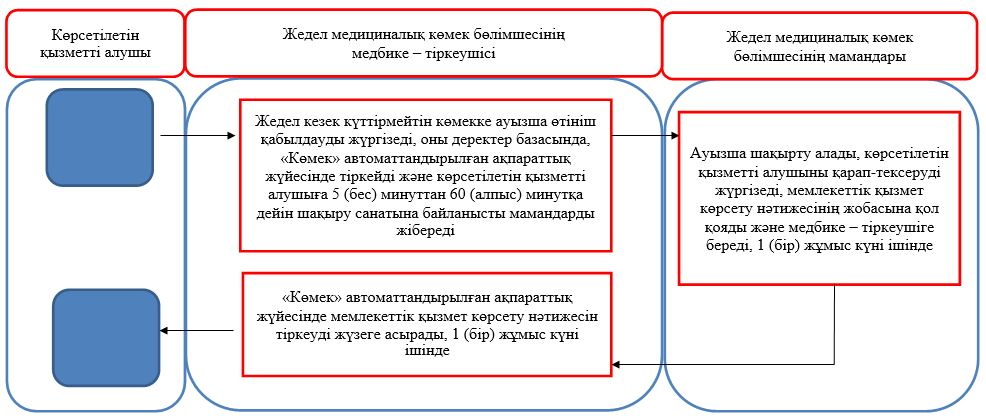 Көрсетілетін
қызметті алушы
Жедел медициналық көмек бөлімшесінің
медбике – тіркеушісі
Жедел медициналық көмек
бөлімшесінің мамандары
Жедел кезек күттірмейтін көмекке ауызша өтініш
қабылдауды жүргізеді, оны деректер базасында,
«Көмек» автоматтандырылған ақпараттық
жүйесінде тіркейді және көрсетілетін қызметті
алушыға 5 (бес) минуттан 60 (алпыс) минутқа
дейін шақыру санатына байланысты мамандарды
жібереді
Ауызша шақырту алады, көрсетілетін
қызметті алушыны қарап-тексеруді
жүргізеді, мемлекеттік қызмет
көрсету нәтижесінің жобасына қол
қояды және медбике – тіркеушіге
береді, 1 (бір) жұмыс күні ішінде
«Көмек» автоматтандырылған ақпараттық
жүйесінде мемлекеттік қызмет көрсету нәтижесін
тіркеуді жүзеге асырады, 1 (бір) жұмыс күні
ішінде